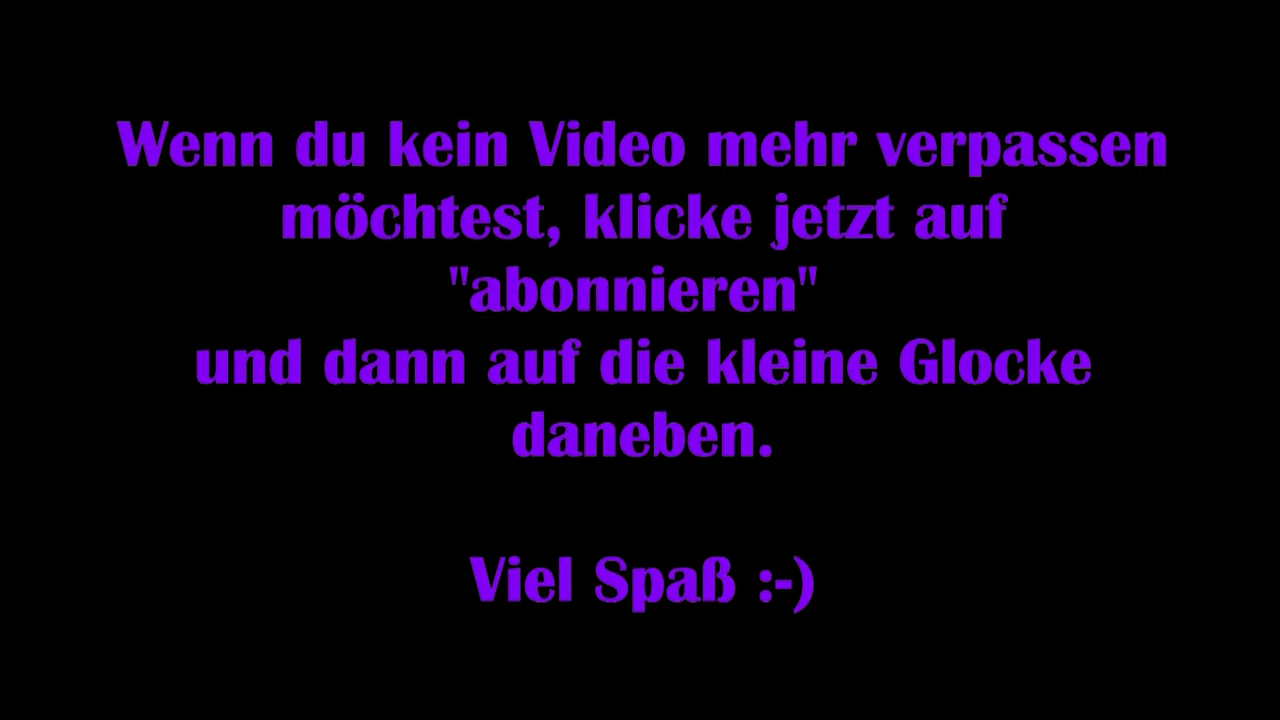 Wenn du kein Video mehr verpassen
möchtest, klicke jetzt auf
"abonnieren"
und dann auf die kleine Glocke
daneben.
Viel Spaß :-)